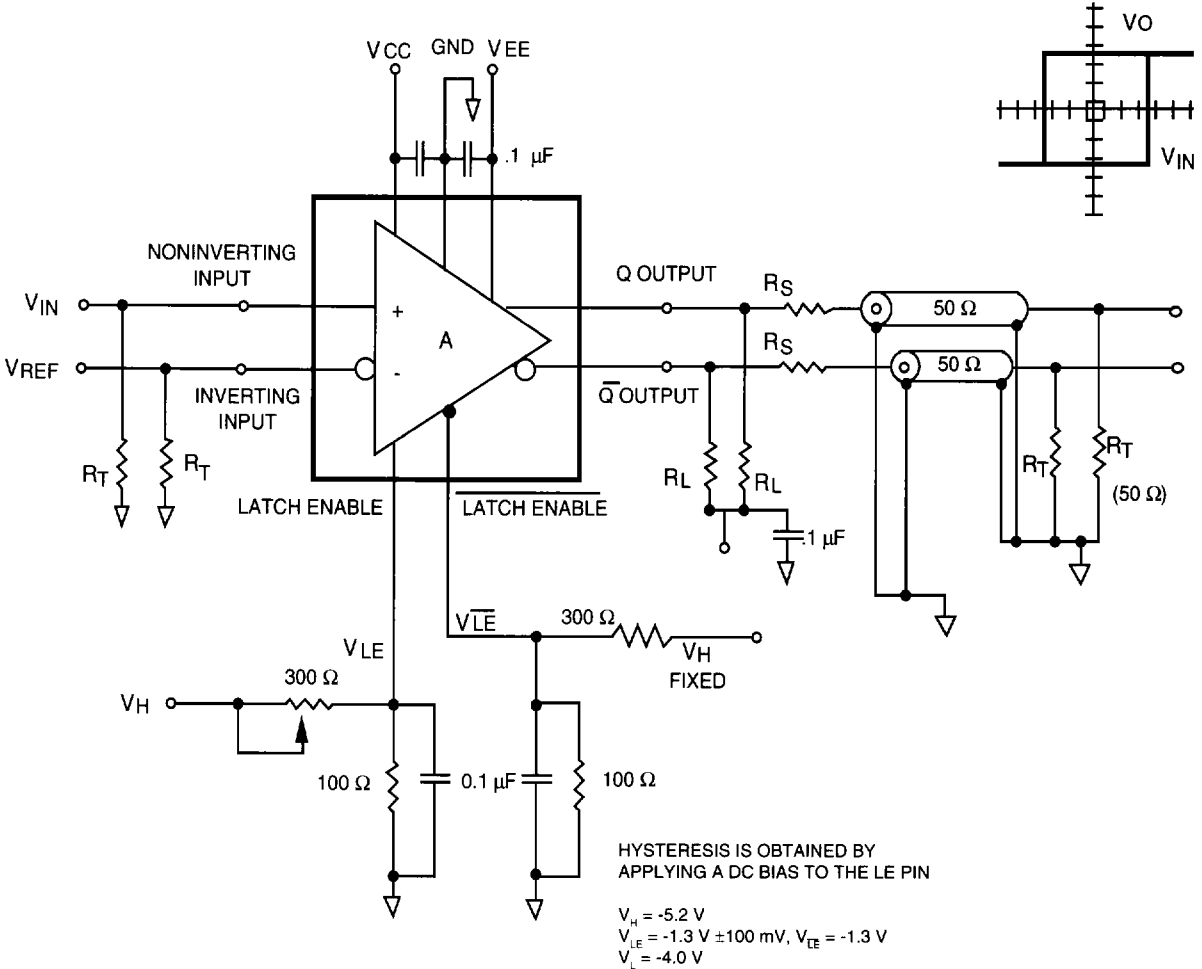 VCC GND VEE
VO
.1 μF
VIN
NONINVERTING
INPUT
Q OUTPUT
RS
50 Ω
VIN
+
A
RS
VREF
-
50 Ω
INVERTING
INPUT
Q̅ OUTPUT
RT
RT
RL
RL
RT
RT
(50 Ω)
LATCH ENABLE
L̅A̅T̅C̅H̅ ̅E̅N̅A̅B̅L̅E̅
.1 μF
VL̅E̅
300 Ω
VLE
VH
FIXED
300 Ω
VH
100 Ω
0.1 μF
100 Ω
HYSTERESIS IS OBTAINED BY
APPLYING A DC BIAS TO THE LE PIN
VH = -5.2 V
VLE = -1.3 V ±100 mV, VL̅E̅ = -1.3 V
VL = -4.0 V